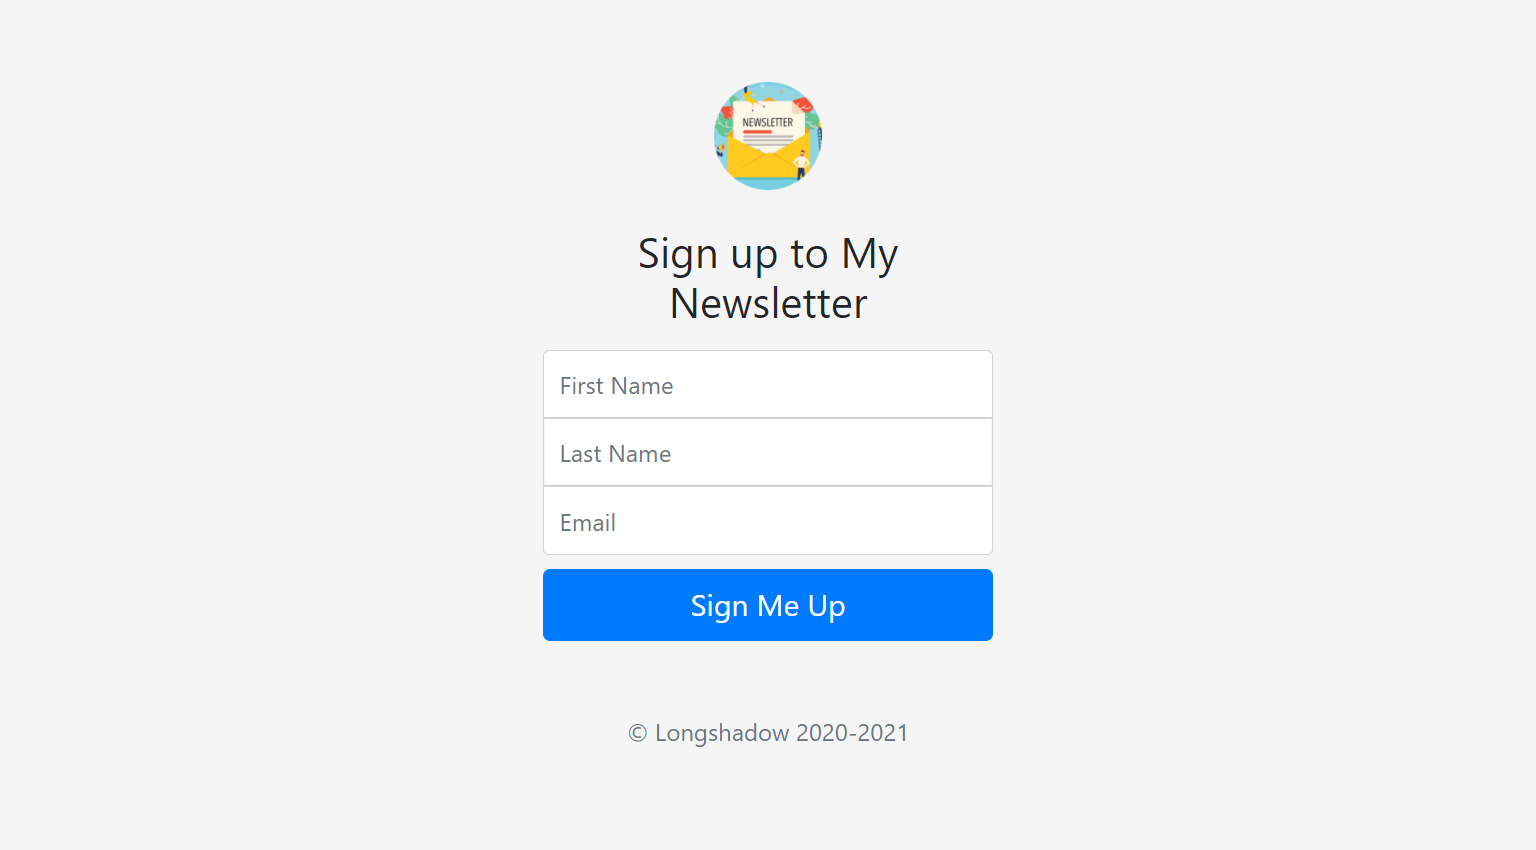 NEWSLETTER
Sign up to My
Newsletter
First Name
Last Name
Email
Sign Me Up
© Longshadow 2020-2021